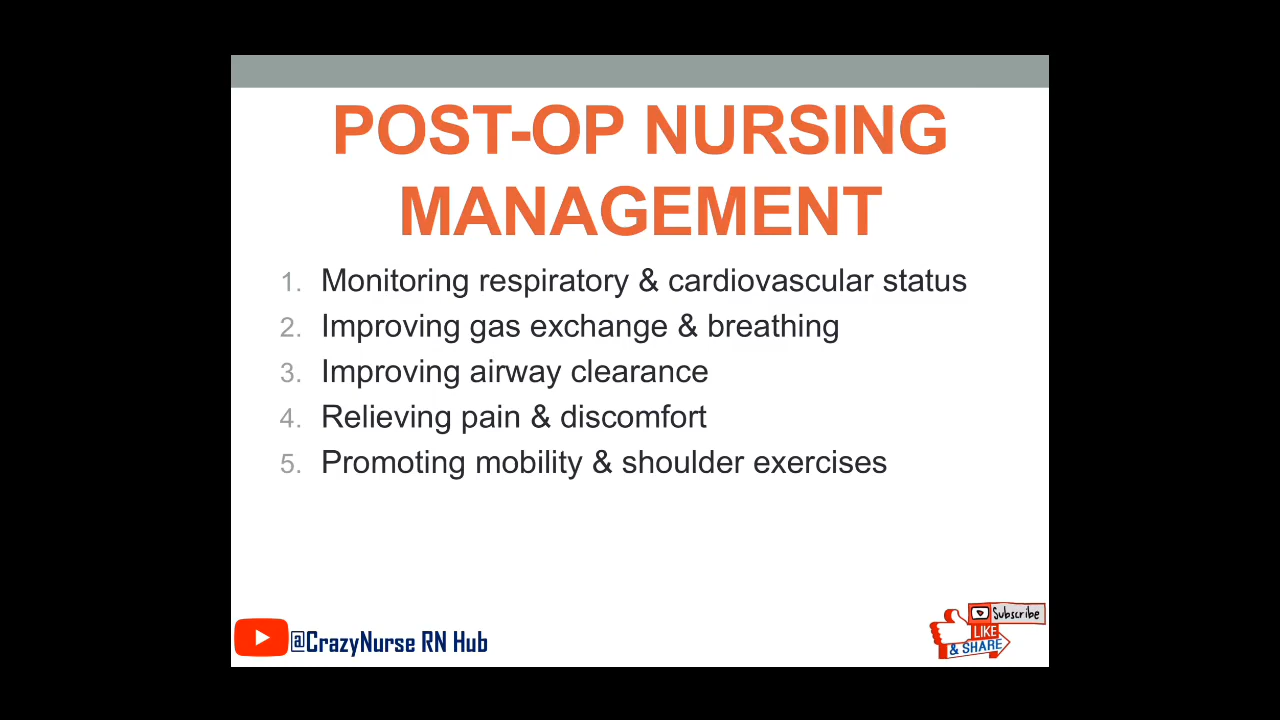 POST-OP NURSING
MANAGEMENT
1. Monitoring respiratory & cardiovascular status
2. Improving gas exchange & breathing
3. Improving airway clearance
4. Relieving pain & discomfort
5. Promoting mobility & shoulder exercises
@CrazyNurse RN Hub
Subscribe
LIKE
& SHARE